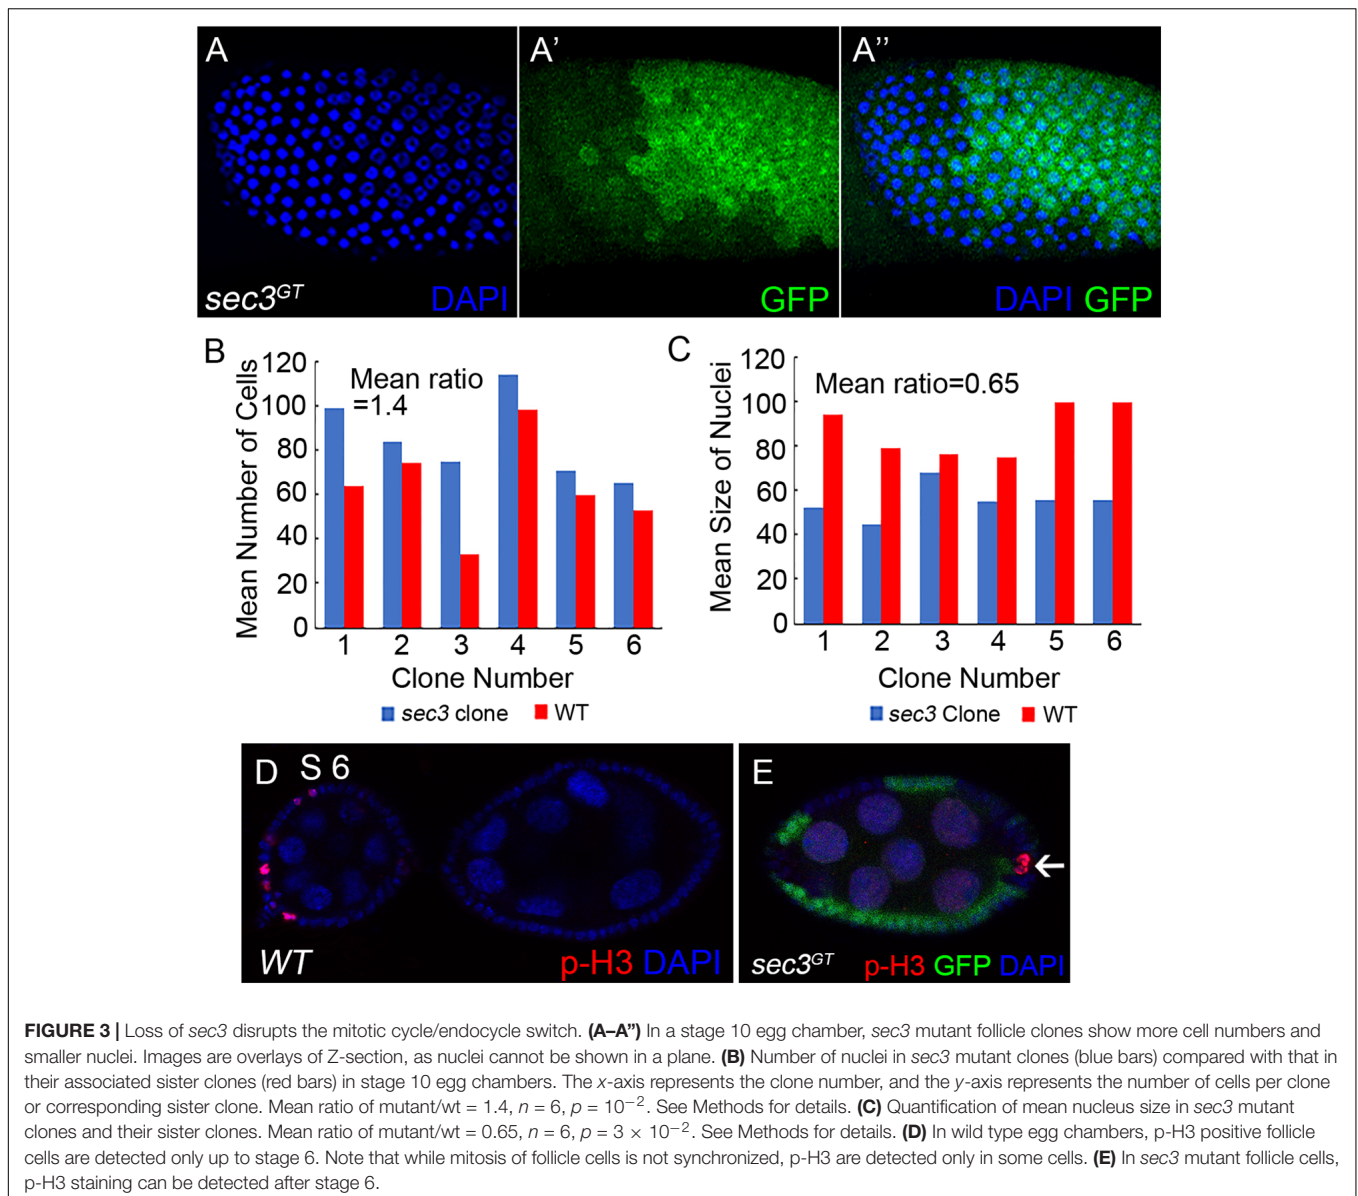 A
A’
A’’
sec3GT
DAPI
GFP
DAPI GFP
B
Mean Number of Cells
120
100
80
60
40
20
0
Mean ratio
=1.4
1 2 3 4 5 6
Clone Number
sec3 clone WT
C
Mean Size of Nuclei
120
100
80
60
40
20
0
Mean ratio=0.65
1 2 3 4 5 6
Clone Number
sec3 Clone WT
D
S 6
WT
p-H3 DAPI
E
sec3GT
p-H3 GFP DAPI
FIGURE 3 | Loss of sec3 disrupts the mitotic cycle/endocycle switch. (A–A”) In a stage 10 egg chamber, sec3 mutant follicle clones show more cell numbers and
smaller nuclei. Images are overlays of Z-section, as nuclei cannot be shown in a plane. (B) Number of nuclei in sec3 mutant clones (blue bars) compared with that in
their associated sister clones (red bars) in stage 10 egg chambers. The x-axis represents the clone number, and the y-axis represents the number of cells per clone
or corresponding sister clone. Mean ratio of mutant/wt = 1.4, n = 6, p = 10−2. See Methods for details. (C) Quantification of mean nucleus size in sec3 mutant
clones and their sister clones. Mean ratio of mutant/wt = 0.65, n = 6, p = 3 × 10−2. See Methods for details. (D) In wild type egg chambers, p-H3 positive follicle
cells are detected only up to stage 6. Note that while mitosis of follicle cells is not synchronized, p-H3 are detected only in some cells. (E) In sec3 mutant follicle cells,
p-H3 staining can be detected after stage 6.